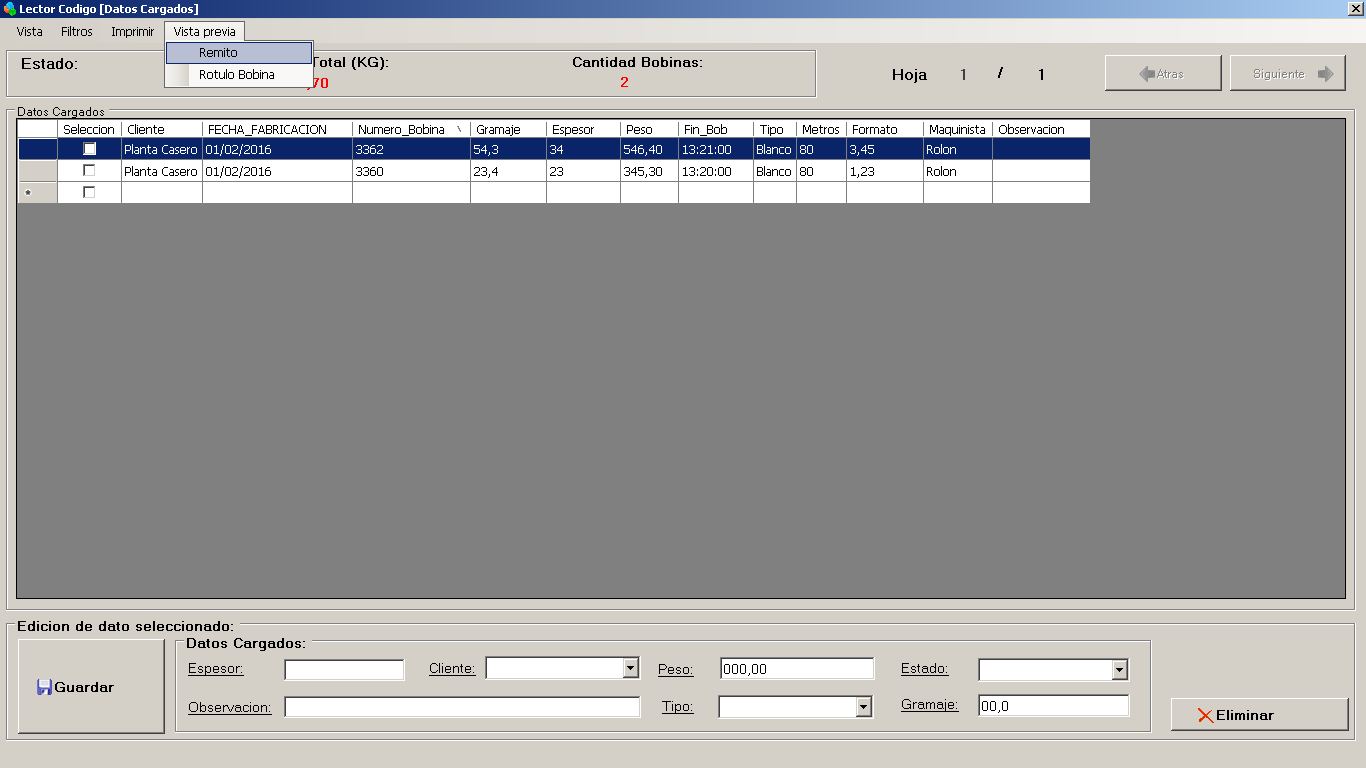 Lector Codigo [Datos Cargados]
Vista Filtros Imprimir Vista previa
Remito
Rotulo Bobina
Estado: Total (KG): Cantidad Bobinas:
,70 2
Hoja 1 / 1 Atras Siguiente
Datos Cargados
Seleccion Cliente FECHA_FABRICACION Numero_Bobina Gramaje Espesor Peso Fin_Bob Tipo Metros Formato Maquinista Observacion
Planta Casero 01/02/2016 3362 54,3 34 546,40 13:21:00 Blanco 80 3,45 Rolon
Planta Casero 01/02/2016 3360 23,4 23 345,30 13:20:00 Blanco 80 1,23 Rolon
*
Edicion de dato seleccionado:
Guardar
Datos Cargados:
Espesor: Cliente: Peso: 000,00 Estado:
Observacion: Tipo: Gramaje: 00,0
Eliminar